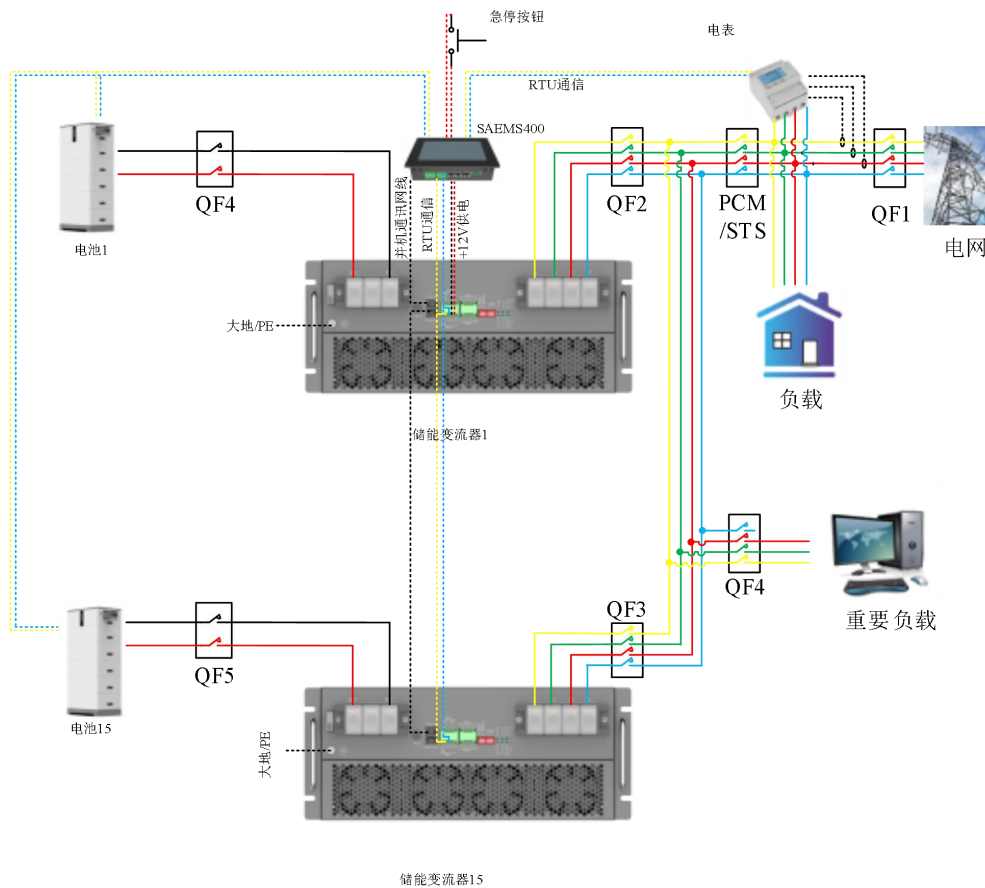 急停按钮
电表
RTU通信
SAEMS400
QF4
QF2
PCM
/STS
QF1
电池1
电网
并机通讯网线
RTU通信
+12V供电
大地/PE
负载
储能变流器1
QF4
QF3
重要负载
QF5
电池15
大地/PE
储能变流器15